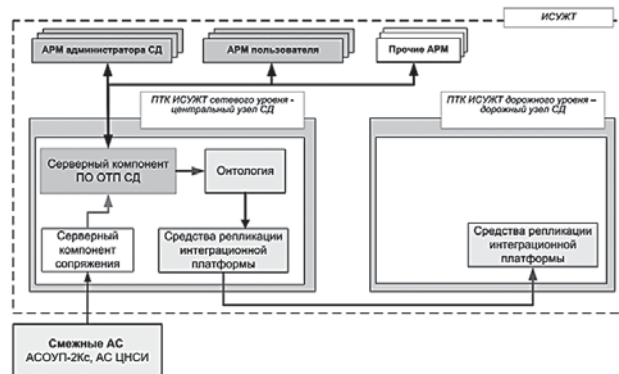 ИСУЖТ
АРМ администратора СД
АРМ пользователя
Прочие АРМ
ПТК ИСУЖТ сетевого уровня -
центральный узел СД
ПТК ИСУЖТ дорожного уровня –
дорожный узел СД
Серверный компонент
ПО ОТП СД
Онтология
Серверный
компонент
сопряжения
Средства репликации
интеграционной
платформы
Средства репликации
интеграционной
платформы
Смежные АС
АСОУП-2Кс, АС ЦНСИ